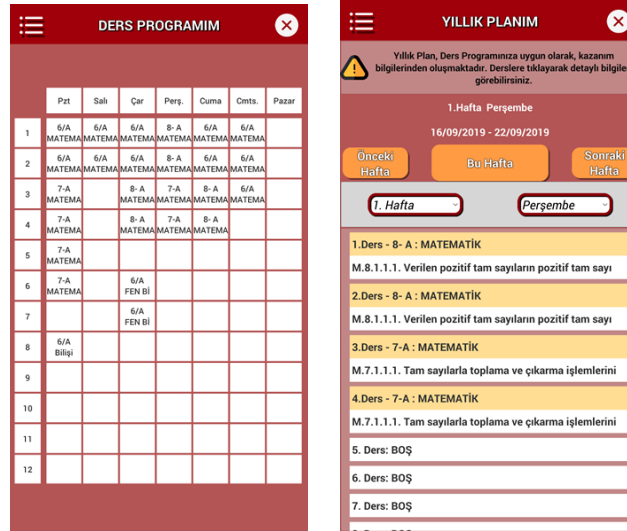 DERS PROGRAMIM
Pzt Salı Çar Perş. Cuma Cmts. Pazar
1 6/A 6/A 6/A 8- A 6/A 6/A
MATEMA MATEMA MATEMA MATEMA MATEMA MATEMA
2 6/A 6/A 6/A 8- A 6/A 6/A
MATEMA MATEMA MATEMA MATEMA MATEMA MATEMA
3 7-A 8- A 7-A 8- A 6/A
MATEMA MATEMA MATEMA MATEMA MATEMA
4 7-A 8- A 7-A 8- A
MATEMA MATEMA MATEMA MATEMA
5 7-A
MATEMA
6 7-A 6/A
MATEMA FEN Bİ
7 6/A
FEN Bİ
8 6/A
Bilişi
9
10
11
12
YILLIK PLANIM
Yıllık Plan, Ders Programınıza uygun olarak, kazanım
bilgilerinden oluşmaktadır. Derslere tıklayarak detaylı bilgile
görebilirsiniz.
1.Hafta Perşembe
16/09/2019 - 22/09/2019
Önceki Hafta
Bu Hafta
Sonraki Hafta
1. Hafta
Perşembe
1.Ders - 8- A : MATEMATİK
M.8.1.1.1. Verilen pozitif tam sayıların pozitif tam sayı
2.Ders - 8- A : MATEMATİK
M.8.1.1.1. Verilen pozitif tam sayıların pozitif tam sayı
3.Ders - 7-A : MATEMATİK
M.7.1.1.1. Tam sayılarla toplama ve çıkarma işlemlerini
4.Ders - 7-A : MATEMATİK
M.7.1.1.1. Tam sayılarla toplama ve çıkarma işlemlerini
5. Ders: BOŞ
6. Ders: BOŞ
7. Ders: BOŞ